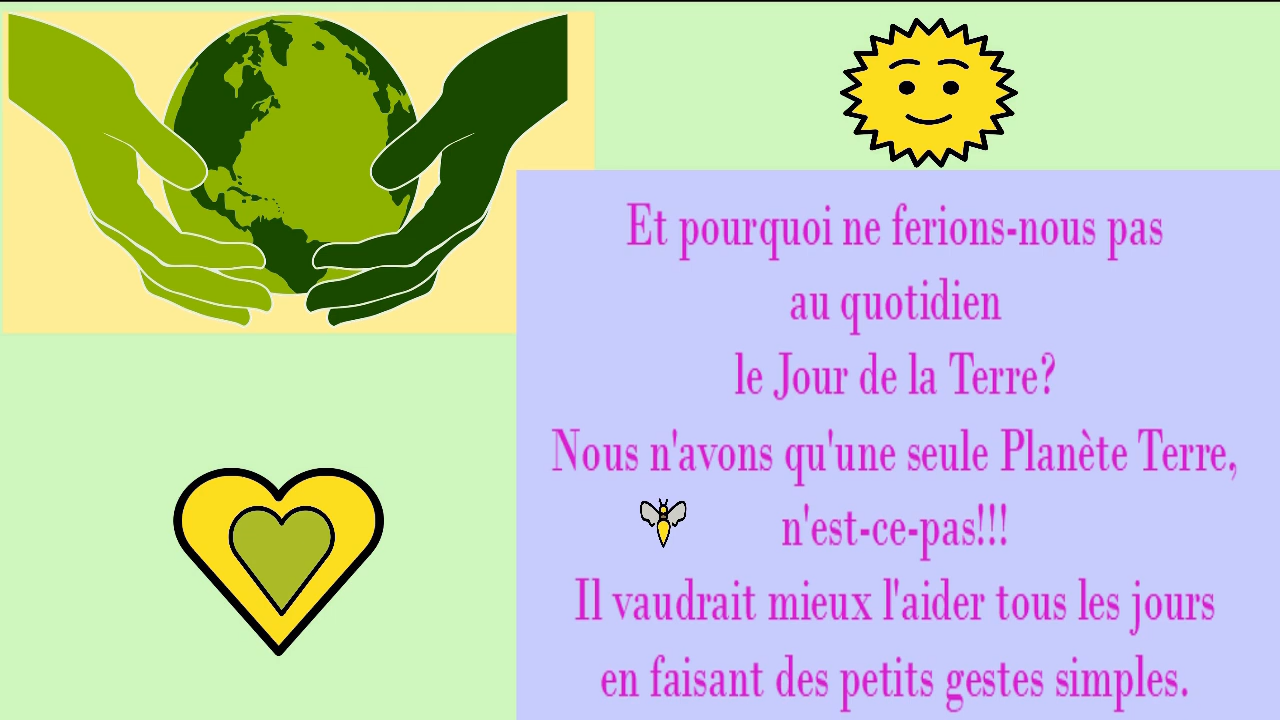 Et pourquoi ne ferions-nous pas
au quotidien
le Jour de la Terre?
Nous n'avons qu'une seule Planète Terre,
n'est-ce-pas!!!
Il vaudrait mieux l'aider tous les jours
en faisant des petits gestes simples.